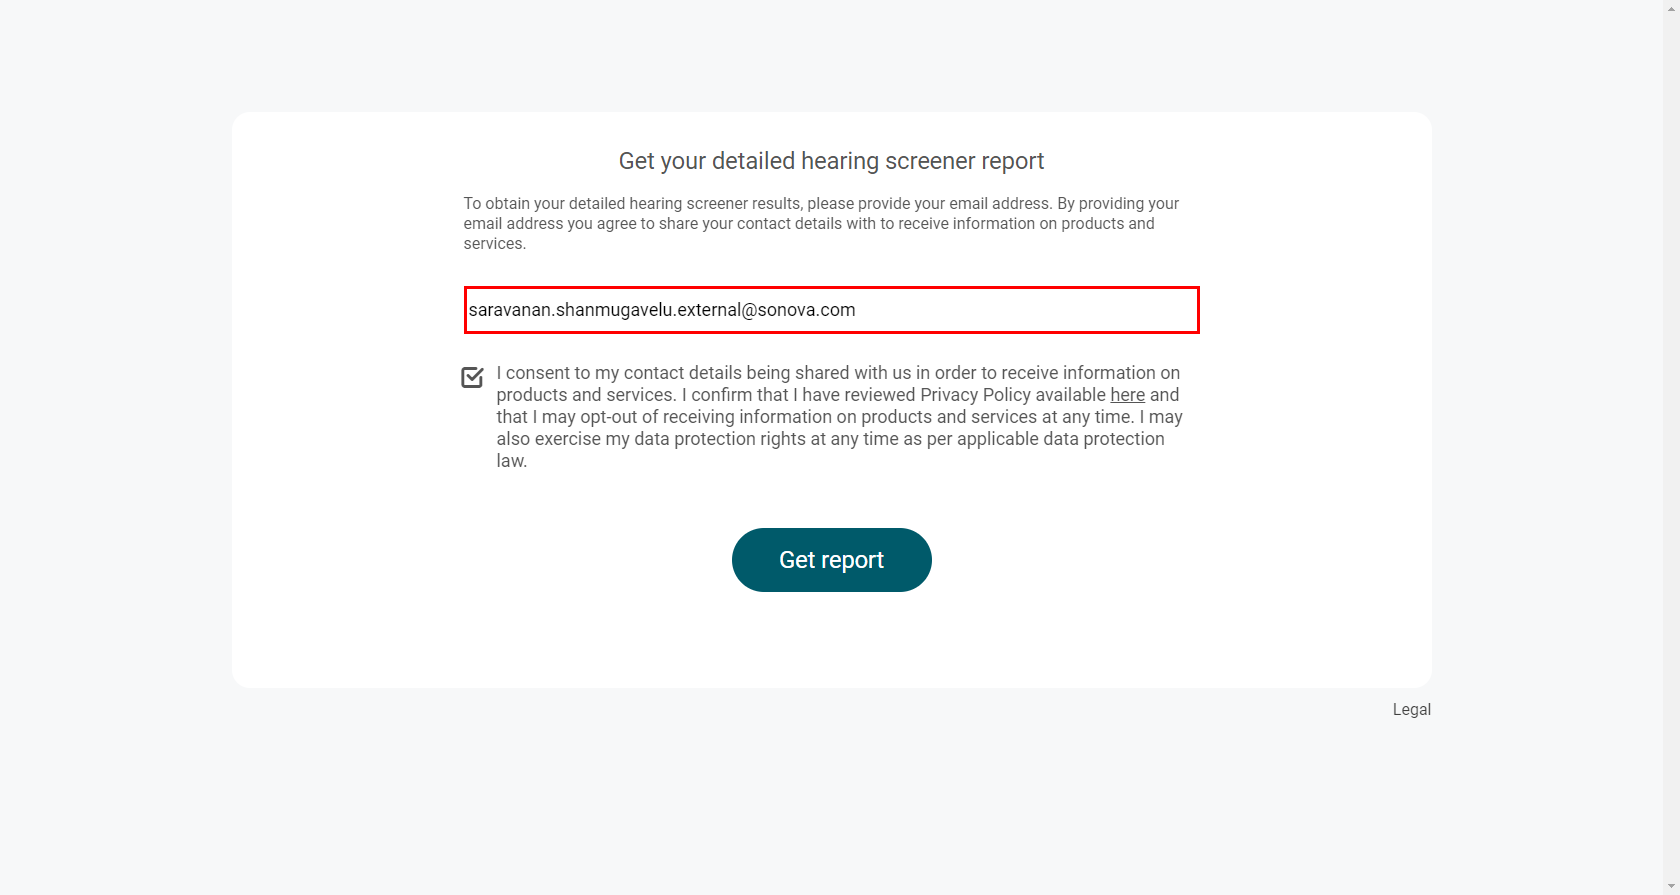 Get your detailed hearing screener report
To obtain your detailed hearing screener results, please provide your email address. By providing your
email address you agree to share your contact details with to receive information on products and
services.
saravanan.shanmugavelu.external@sonova.com
I consent to my contact details being shared with us in order to receive information on
products and services. I confirm that I have reviewed Privacy Policy available here and
that I may opt-out of receiving information on products and services at any time. I may
also exercise my data protection rights at any time as per applicable data protection
law.
Get report
Legal